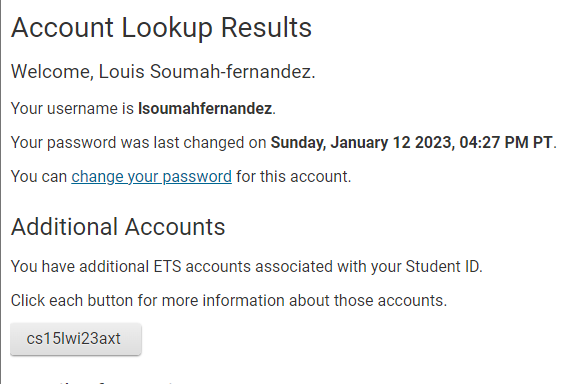 Account Lookup Results
Welcome, Louis Soumah-fernandez.
Your username is lsoumahfernandez.
Your password was last changed on Sunday, January 12 2023, 04:27 PM PT.
You can change your password for this account.
Additional Accounts
You have additional ETS accounts associated with your Student ID.
Click each button for more information about those accounts.
cs15lwi23axt